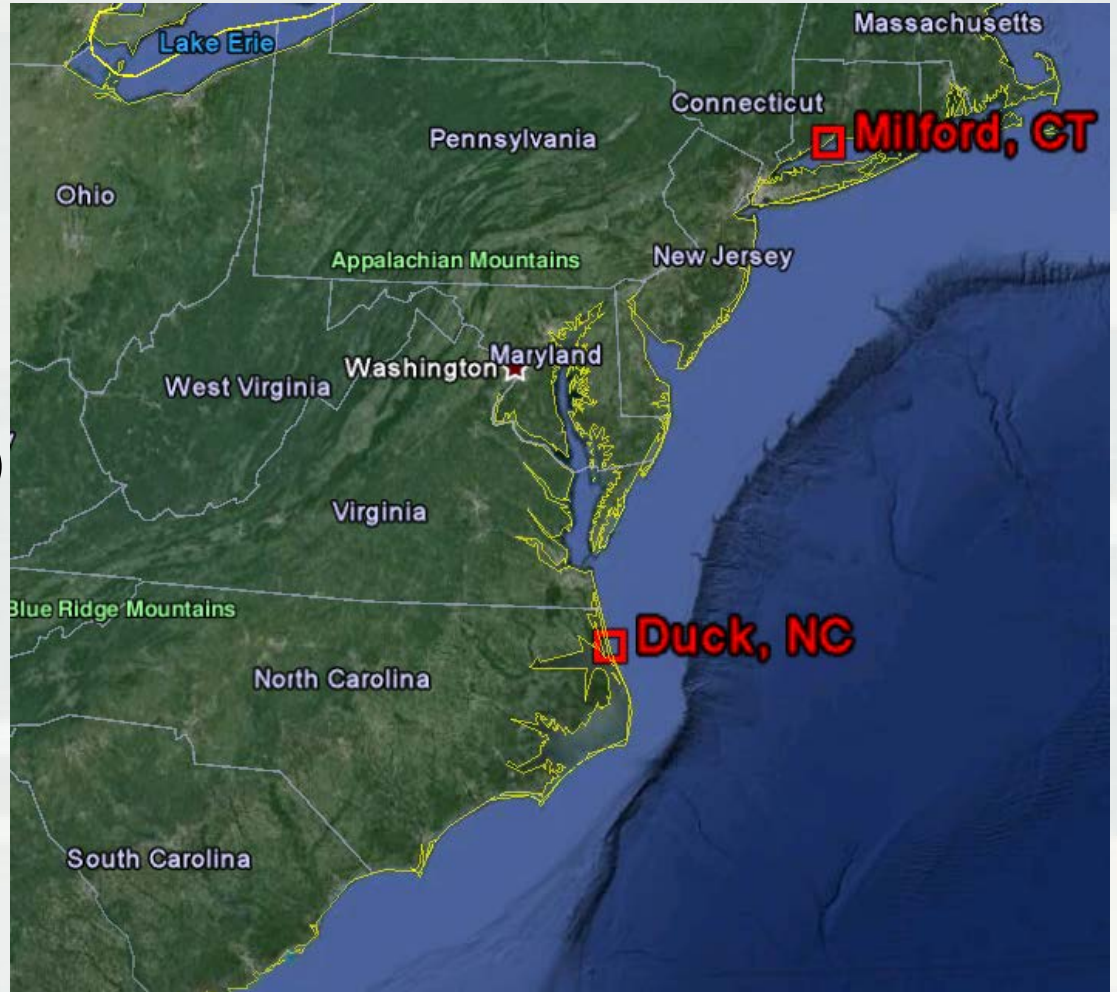 Massachusetts
Lake Erie
Connecticut
Milford, CT
Pennsylvania
Ohio
Appalachian Mountains
New Jersey
Maryland
Washington
West Virginia
)
Virginia
Blue Ridge Mountains
Duck, NC
North Carolina
South Carolina